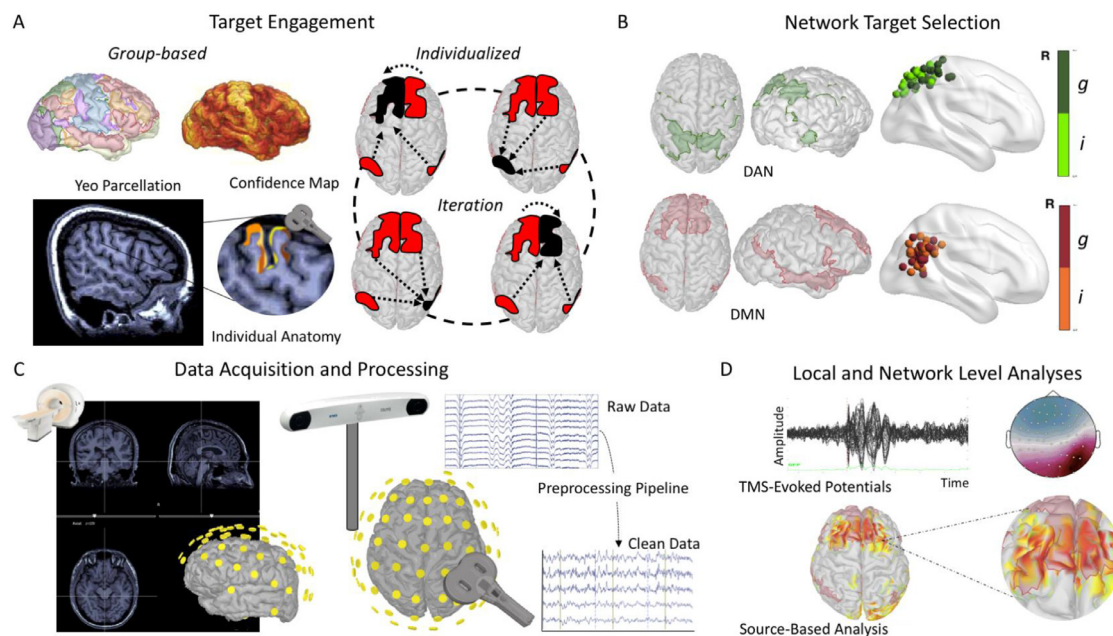 A
Target Engagement
Group-based
Individualized
Yeo Parcellation
Confidence Map
Iteration
Individual Anatomy
B
Network Target Selection
DAN
R
g
i
DMN
R
g
i
C
Data Acquisition and Processing
Raw Data
Preprocessing Pipeline
Clean Data
D
Local and Network Level Analyses
Amplitude
Time
TMS-Evoked Potentials
Source-Based Analysis